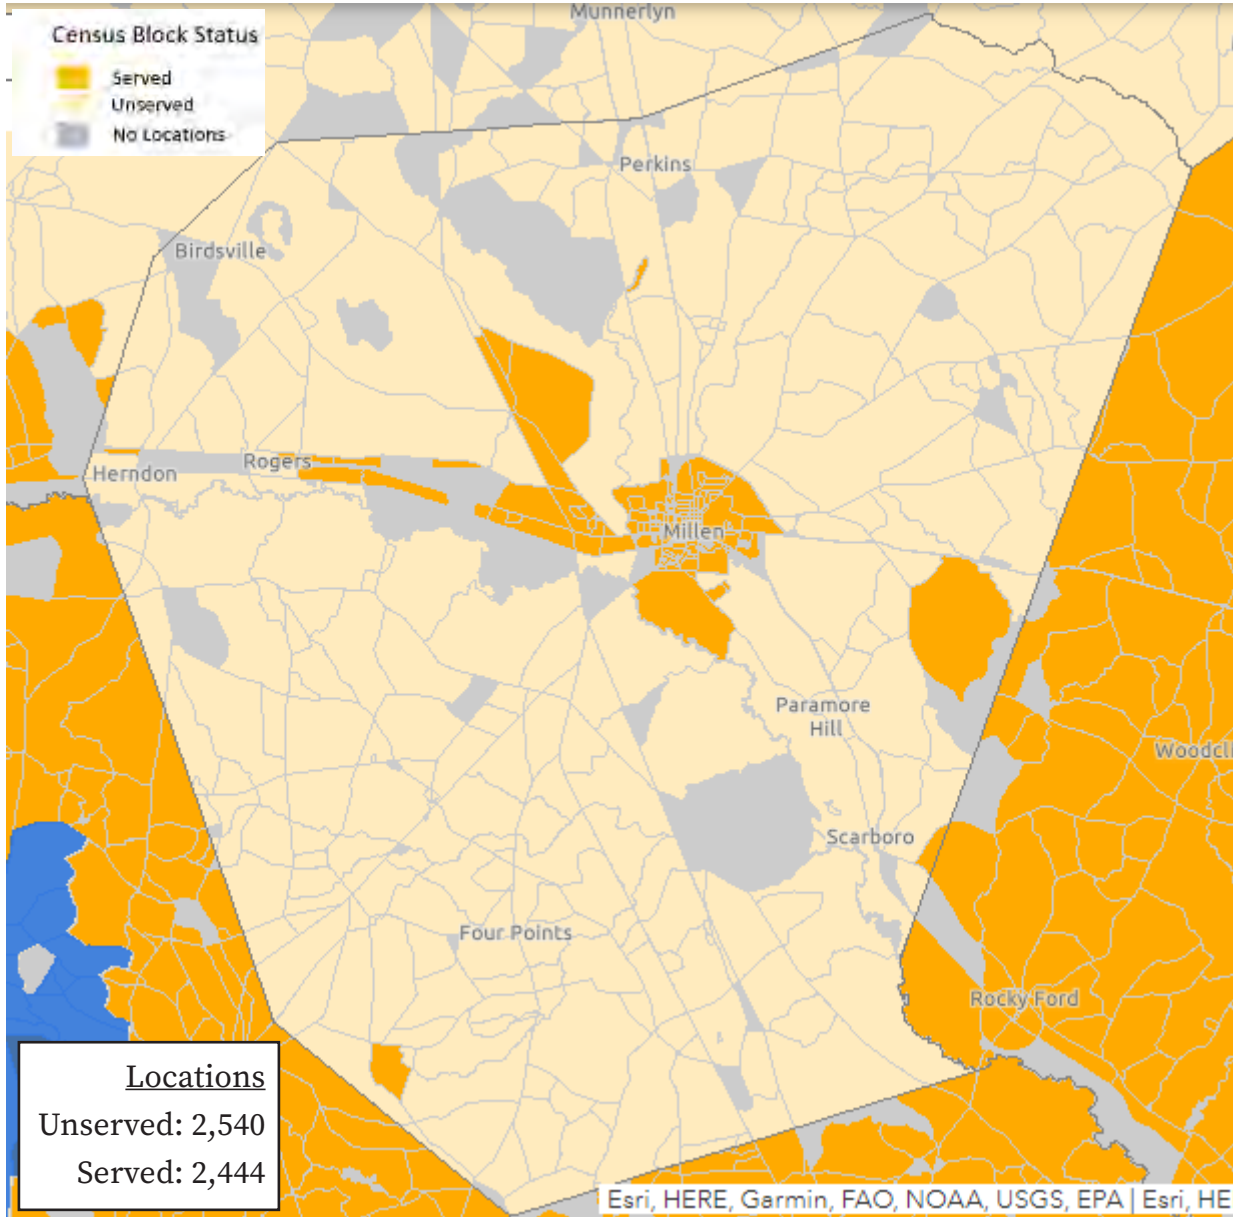 Munnerlyn
Census Block Status
Served
Unserved
No Locations
Perkins
Birdsville
Rogers
Herndon
Millen
Paramore
Hill
Woodcli
Scarboro
Four Points
Rocky Ford
Locations
Unserved: 2,540
Served: 2,444
Esri, HERE, Garmin, FAO, NOAA, USGS, EPA | Esri, HE